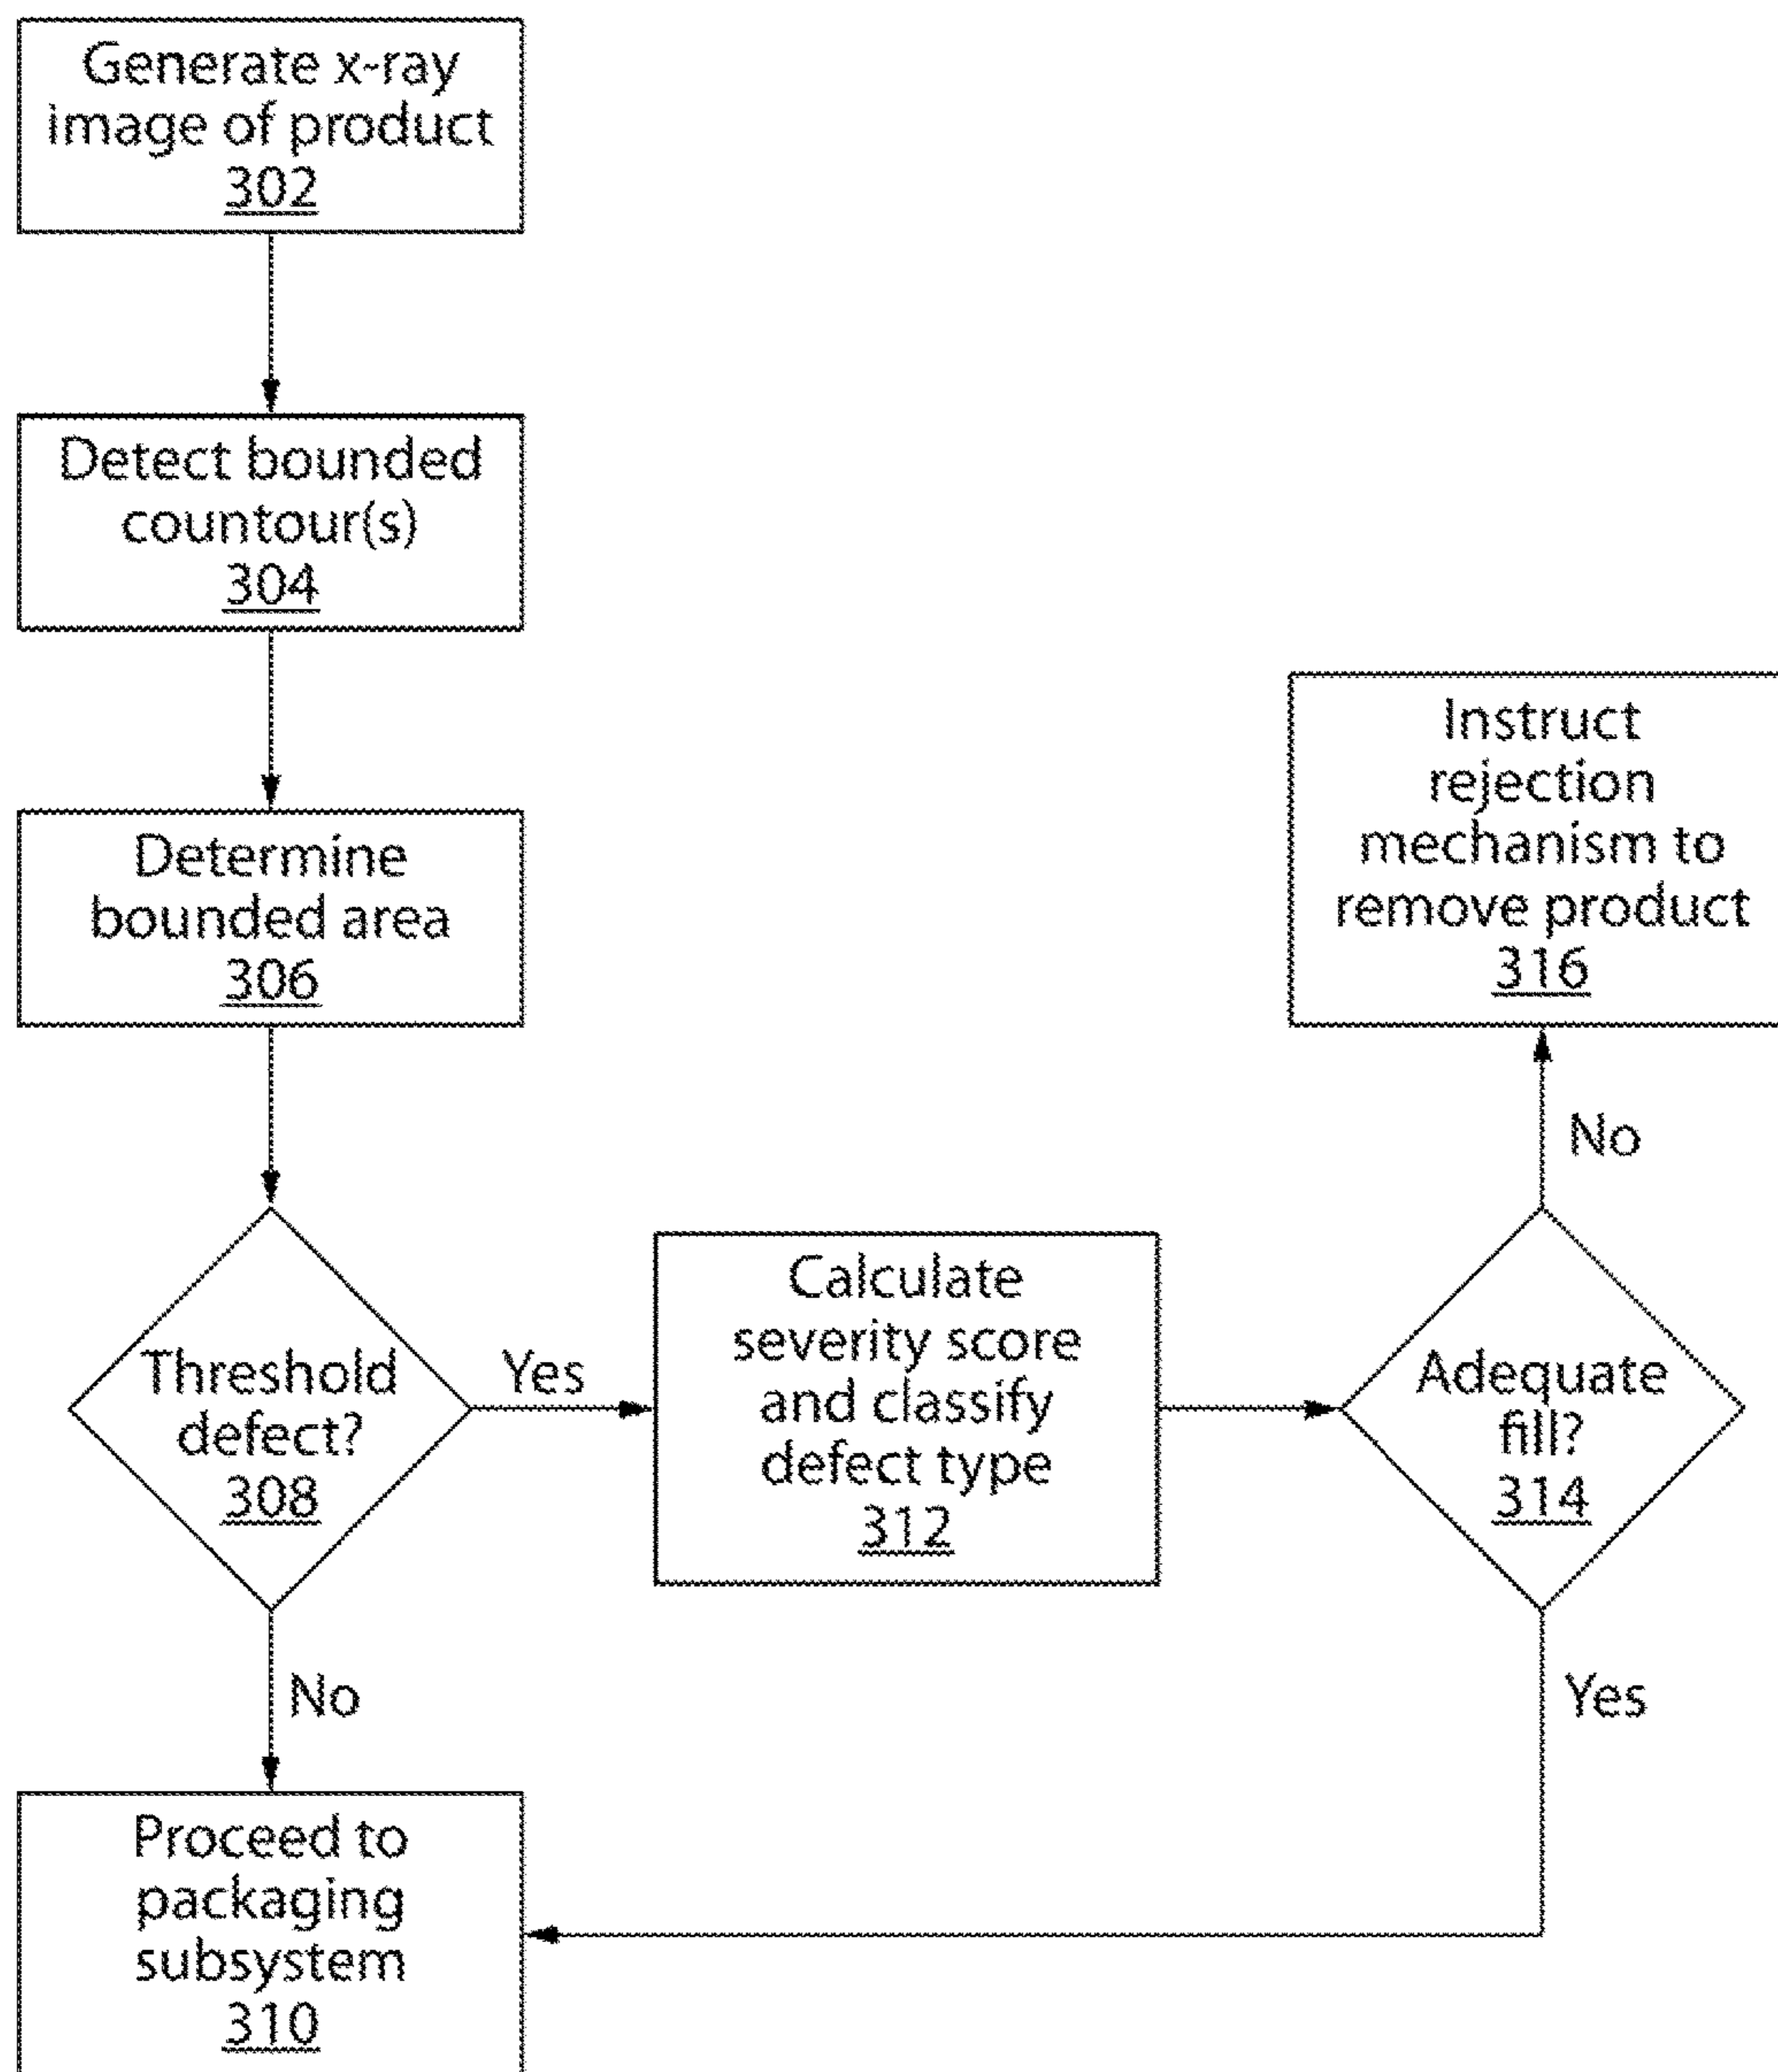 Generate x-ray
image of product
302
Detect bounded
countour(s)
304
Determine
bounded area
306
Threshold
defect?
308
Yes
No
Calculate
severity score
and classify
defect type
312
Adequate
fill?
314
No
Yes
Instruct
rejection
mechanism to
remove product
316
Proceed to
packaging
subsystem
310